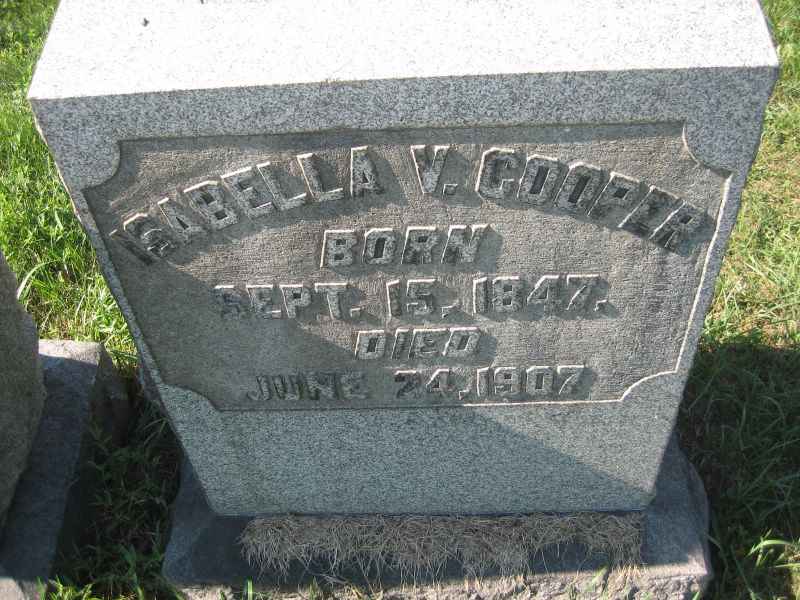 ISABELLA V. COOPER
BORN
SEPT. 15, 1847.
DIED
JUNE 24, 1907